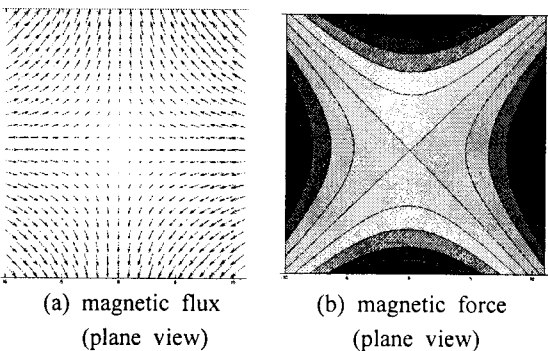 (a) magnetic flux
(plane view)
(b) magnetic force
(plane view)